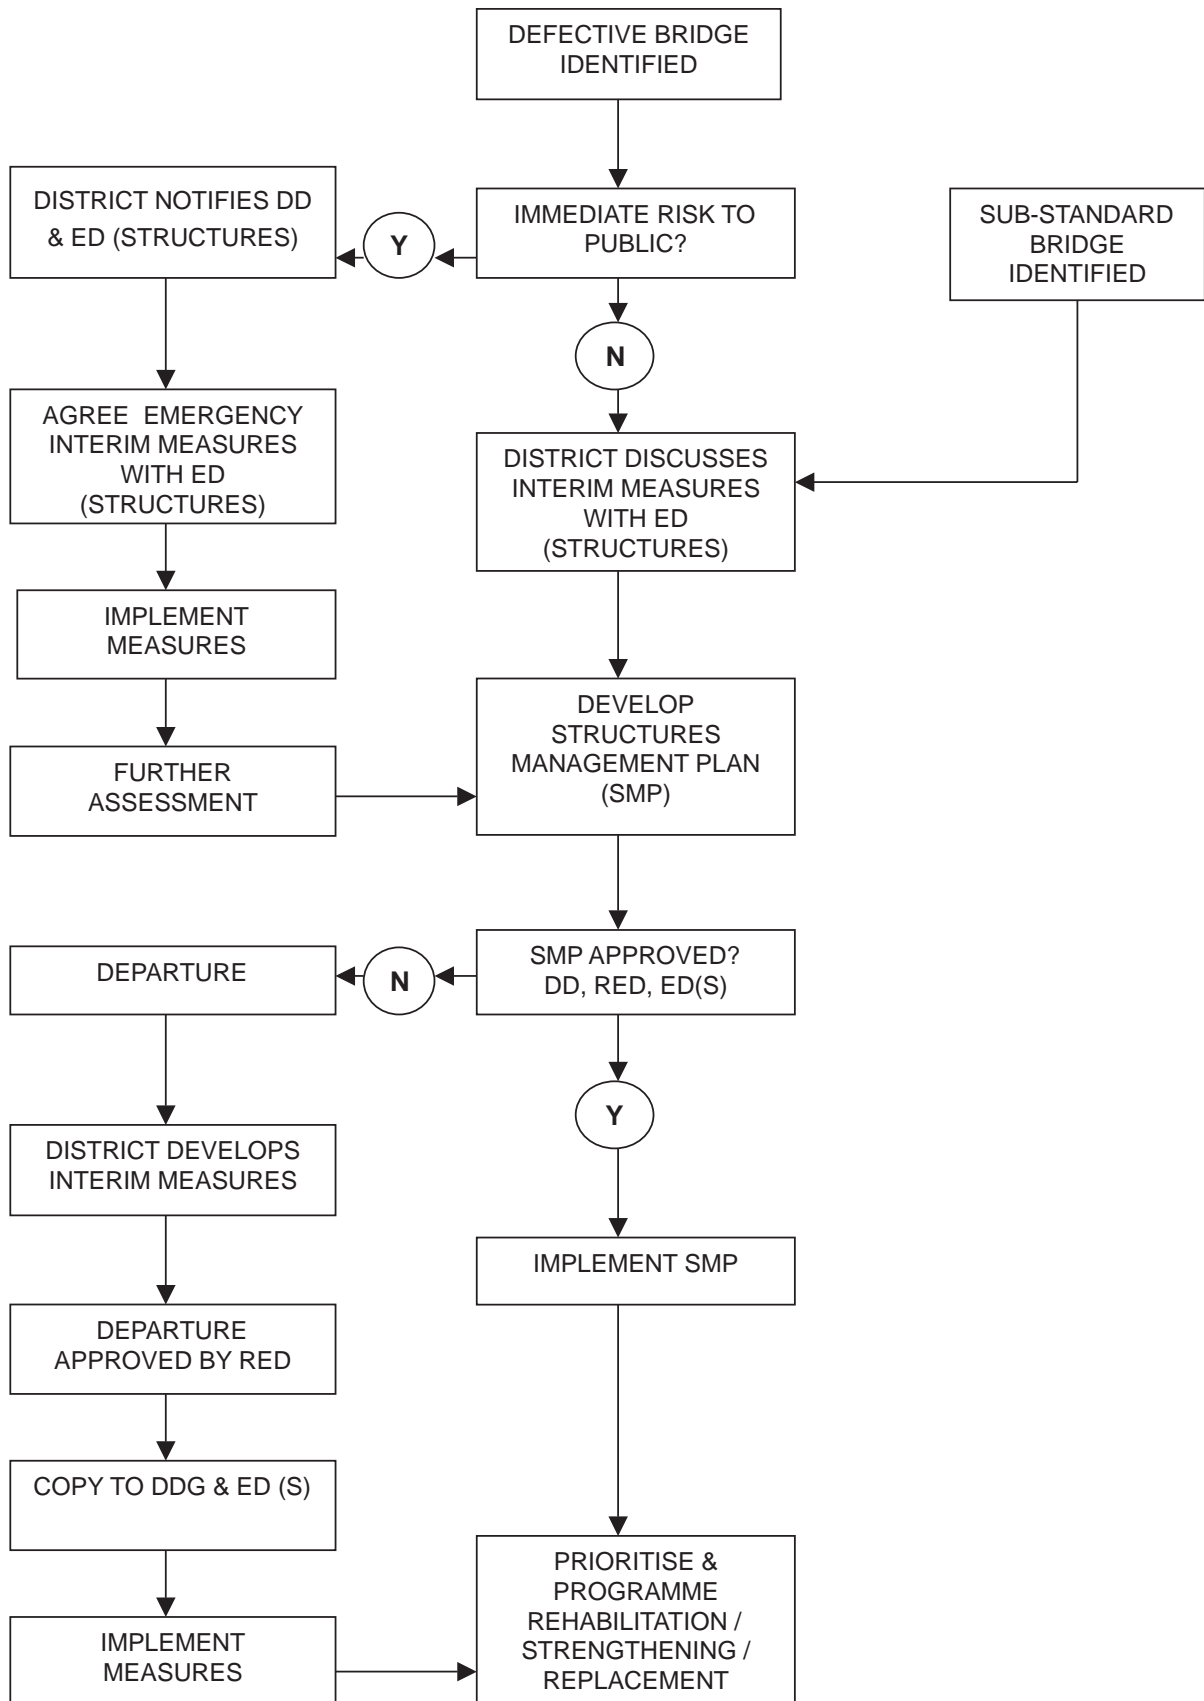 DEFECTIVE BRIDGE
IDENTIFIED
DISTRICT NOTIFIES DD
& ED (STRUCTURES)
Y
IMMEDIATE RISK TO
PUBLIC?
SUB-STANDARD
BRIDGE
IDENTIFIED
N
AGREE EMERGENCY
INTERIM MEASURES
WITH ED
(STRUCTURES)
DISTRICT DISCUSSES
INTERIM MEASURES
WITH ED
(STRUCTURES)
IMPLEMENT
MEASURES
DEVELOP
STRUCTURES
MANAGEMENT PLAN
(SMP)
FURTHER
ASSESSMENT
DEPARTURE
N
SMP APPROVED?
DD, RED, ED(S)
Y
DISTRICT DEVELOPS
INTERIM MEASURES
IMPLEMENT SMP
DEPARTURE
APPROVED BY RED
COPY TO DDG & ED (S)
PRIORITISE &
PROGRAMME
REHABILITATION /
STRENGTHENING /
REPLACEMENT
IMPLEMENT
MEASURES